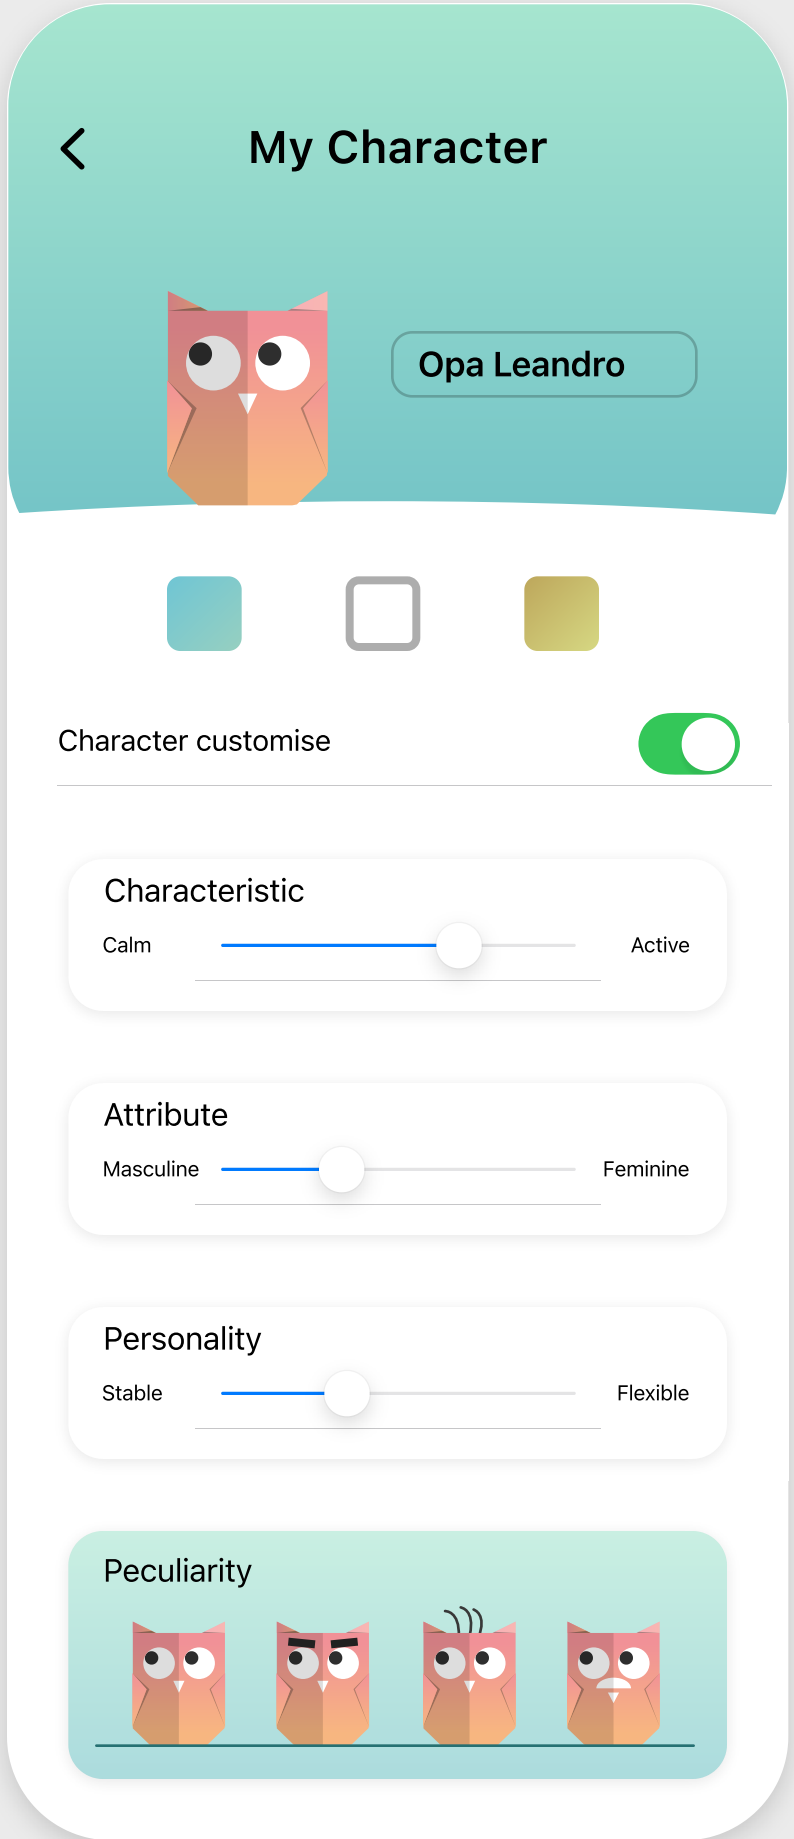 My Character
Opa Leandro
Character customise
Characteristic
Calm Active
Attribute
Masculine Feminine
Personality
Stable Flexible
Peculiarity